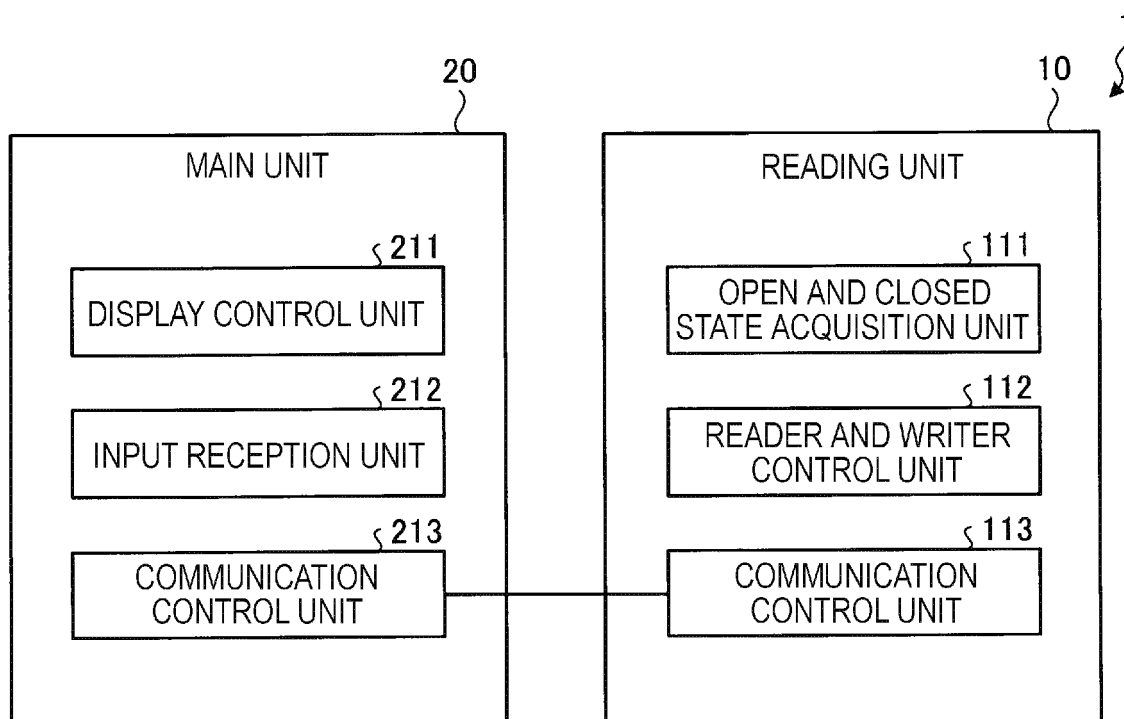 20
10
MAIN UNIT
READING UNIT
211
111
DISPLAY CONTROL UNIT
OPEN AND CLOSED
STATE ACQUISITION UNIT
212
112
INPUT RECEPTION UNIT
READER AND WRITER
CONTROL UNIT
213
113
COMMUNICATION
CONTROL UNIT
COMMUNICATION
CONTROL UNIT